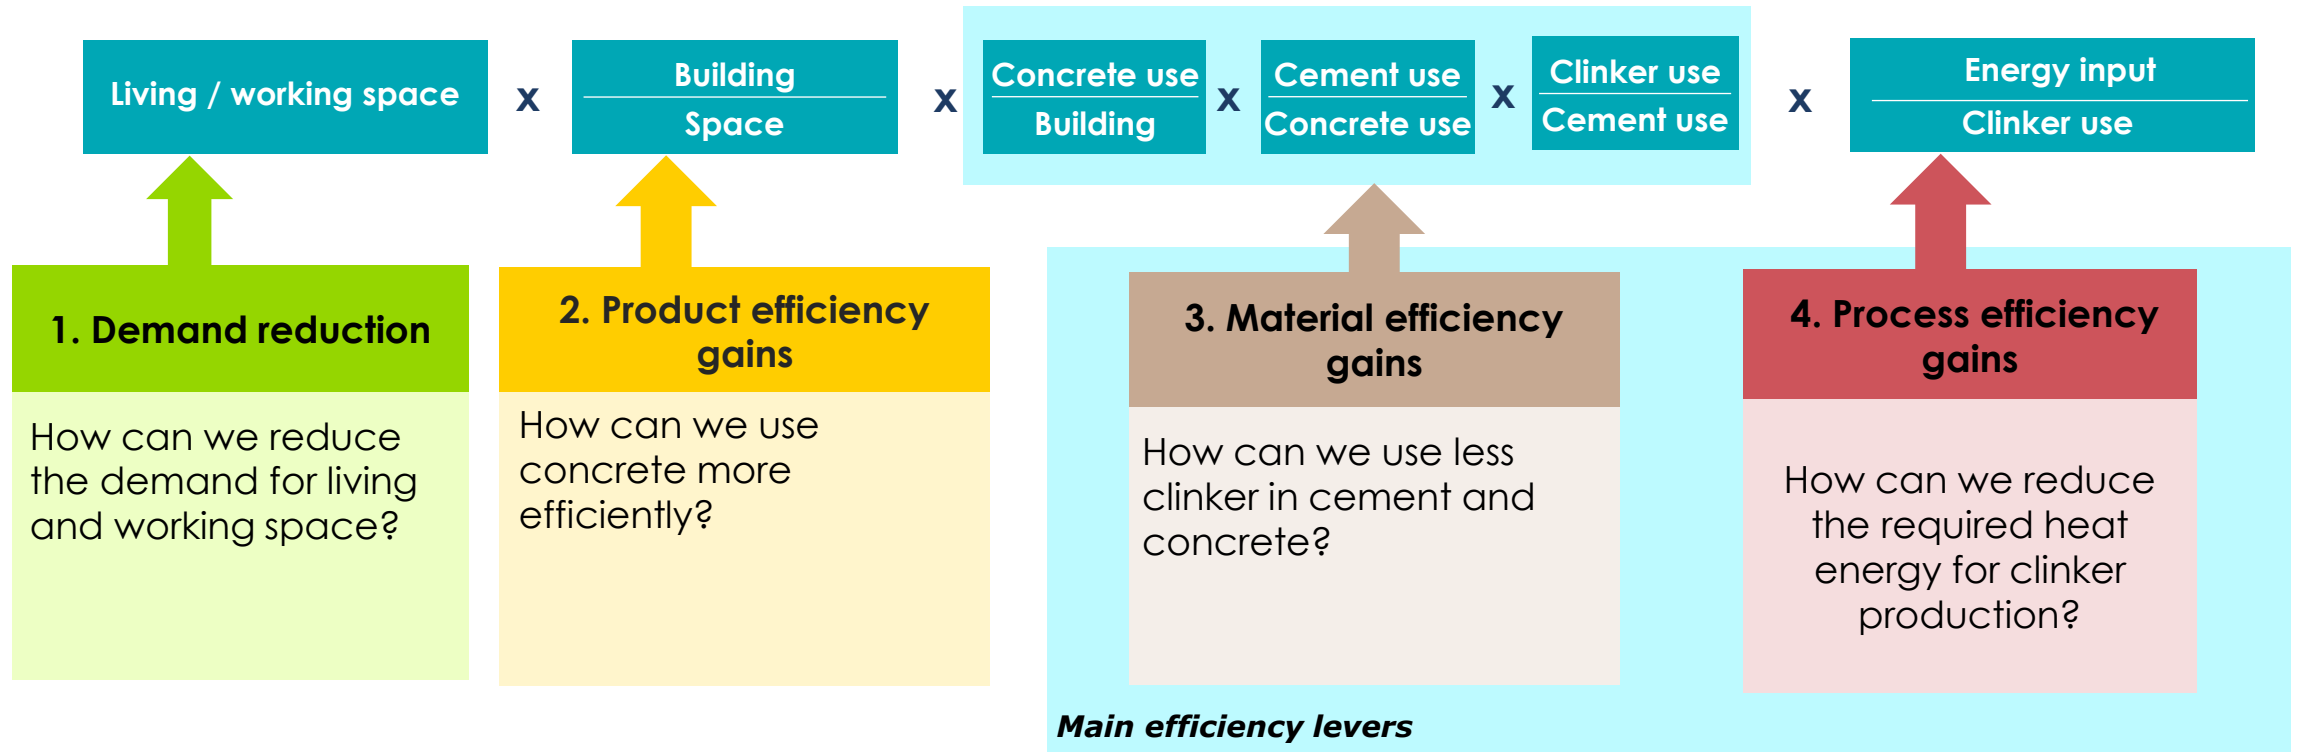 Living / working space
x
Building
Space
x
Concrete use
Building
x
Cement use
Concrete use
x
Clinker use
Cement use
x
Energy input
Clinker use
1. Demand reduction
How can we reduce
the demand for living
and working space?
2. Product efficiency
gains
How can we use
concrete more
efficiently?
3. Material efficiency
gains
How can we use less
clinker in cement and
concrete?
4. Process efficiency
gains
How can we reduce
the required heat
energy for clinker
production?
Main efficiency levers